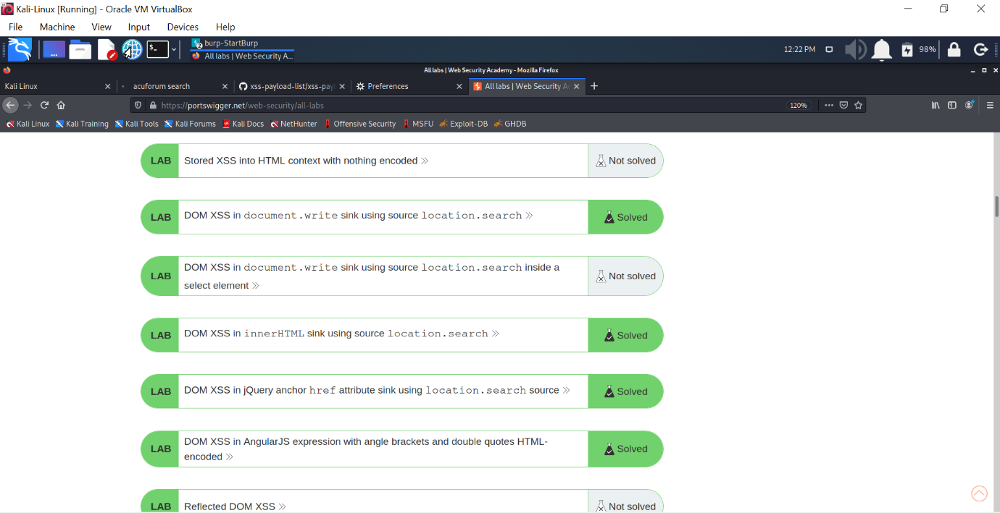 Kali-Linux [Running] - Oracle VM VirtualBox
File Machine View Input Devices Help
burp-StartBurp
All labs | Web Security A...
12:22 PM 98%
All labs | Web Security Academy - Mozilla Firefox
Kali Linux
acuforum search
xss-payload-list/xss-pay
Preferences
All labs | Web Security Ac
https://portswigger.net/web-security/all-labs
120%
Kali Linux Kali Training Kali Tools Kali Forums Kali Docs NetHunter Offensive Security MSFU Exploit-DB GHDB
LAB Stored XSS into HTML context with nothing encoded Not solved
LAB DOM XSS in document.write sink using source location.search Solved
LAB DOM XSS in document.write sink using source location.search inside a
select element Not solved
LAB DOM XSS in innerHTML sink using source location.search Solved
LAB DOM XSS in jQuery anchor href attribute sink using location.search source Solved
LAB DOM XSS in AngularJS expression with angle brackets and double quotes HTML-
encoded Solved
LAB Reflected DOM XSS Not solved